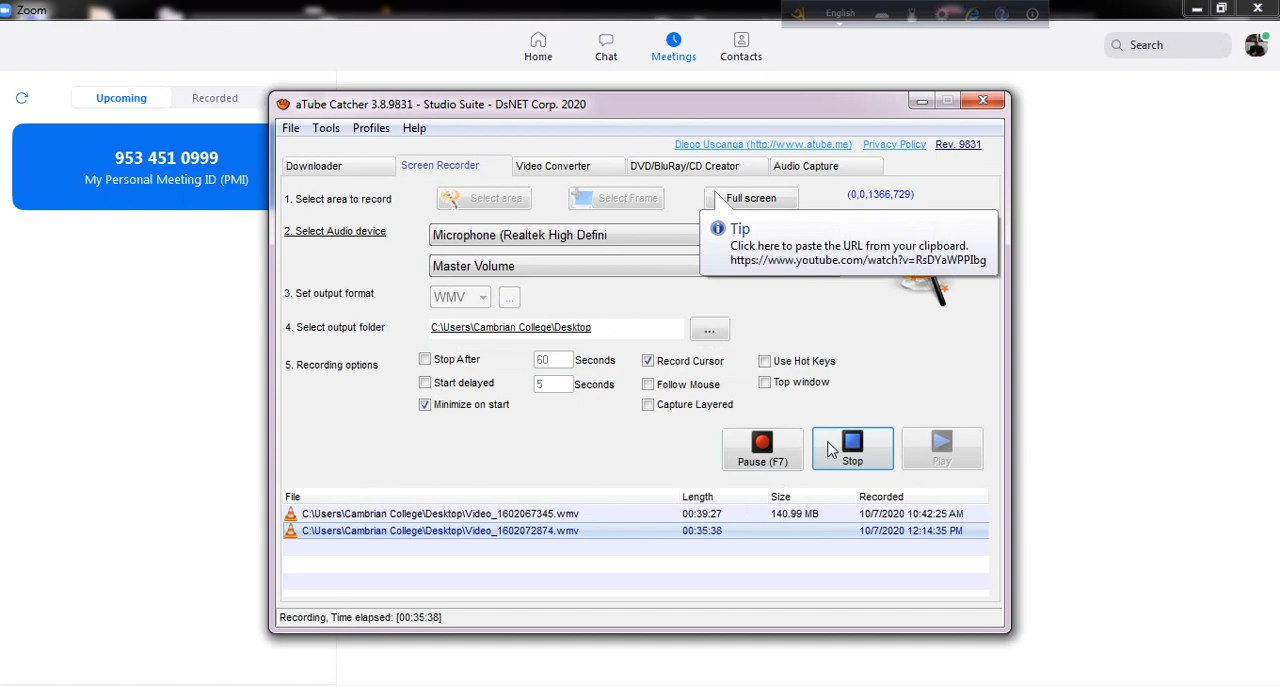 Zoom
English
Home
Chat
Meetings
Contacts
Search
Upcoming
Recorded
953 451 0999
My Personal Meeting ID (PMI)
aTube Catcher 3.8.9831 - Studio Suite - DsNET Corp. 2020
File Tools Profiles Help
Diego Uscanga (http://www.atube.me) Privacy Policy Rev. 9831
Downloader Screen Recorder Video Converter DVD/BluRay/CD Creator Audio Capture
1. Select area to record Select area Select Frame Full screen (0,0,1366,729)
Tip
Click here to paste the URL from your clipboard.
https://www.youtube.com/watch?v=RsDYaWPPIbg
2. Select Audio device Microphone (Realtek High Defini
Master Volume
3. Set output format WMV ...
4. Select output folder C:\Users\Cambrian College\Desktop ...
5. Recording options
Stop After 60 Seconds Record Cursor Use Hot Keys
Start delayed 5 Seconds Follow Mouse Top window
Minimize on start Capture Layered
Pause (F7) Stop Play
File Length Size Recorded
C:\Users\Cambrian College\Desktop\Video_1602067345.wmv 00:39:27 140.99 MB 10/7/2020 10:42:25 AM
C:\Users\Cambrian College\Desktop\Video_1602072874.wmv 00:35:38 10/7/2020 12:14:35 PM
Recording, Time elapsed: [00:35:38]